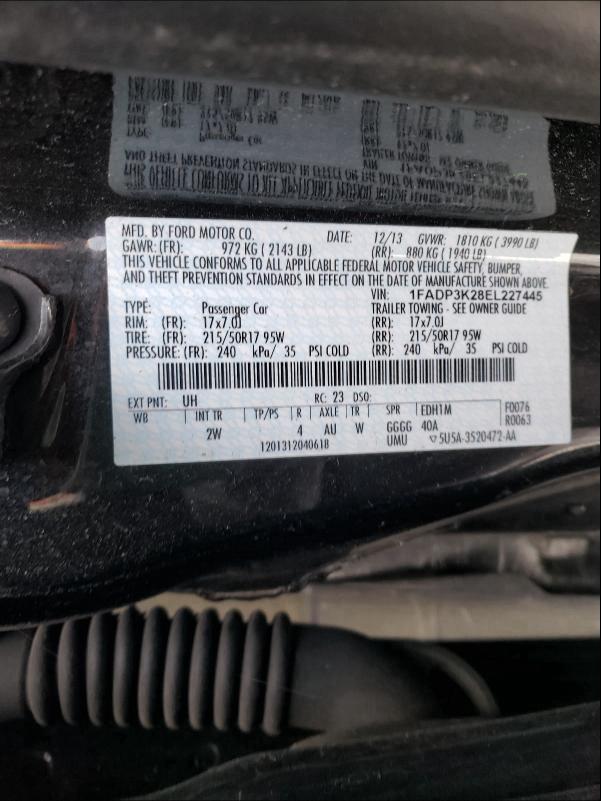 MFD. BY FORD MOTOR CO. DATE: 12/13 GVWR: 1810 KG ( 3990 LB)
GAWR: (FR): 972 KG ( 2143 LB) (RR): 880 KG ( 1940 LB)
THIS VEHICLE CONFORMS TO ALL APPLICABLE FEDERAL MOTOR VEHICLE SAFETY, BUMPER,
AND THEFT PREVENTION STANDARDS IN EFFECT ON THE DATE OF MANUFACTURE SHOWN ABOVE.
VIN: 1FADP3K28EL227445
TYPE: Passenger Car TRAILER TOWING - SEE OWNER GUIDE
RIM: (FR): 17x7.0J (RR): 17x7.0J
TIRE: (FR): 215/50R17 95W (RR): 215/50R17 95W
PRESSURE: (FR): 240 kPa/ 35 PSI COLD (RR): 240 kPa/ 35 PSI COLD
EXT PNT: UH RC: 23 DSO:
WB INT TR TP/PS R AXLE TR SPR EDH1M F0076
2W 4 AU W GGGG 40A R0063
1201312040618 UMU 5U5A-3520472-AA